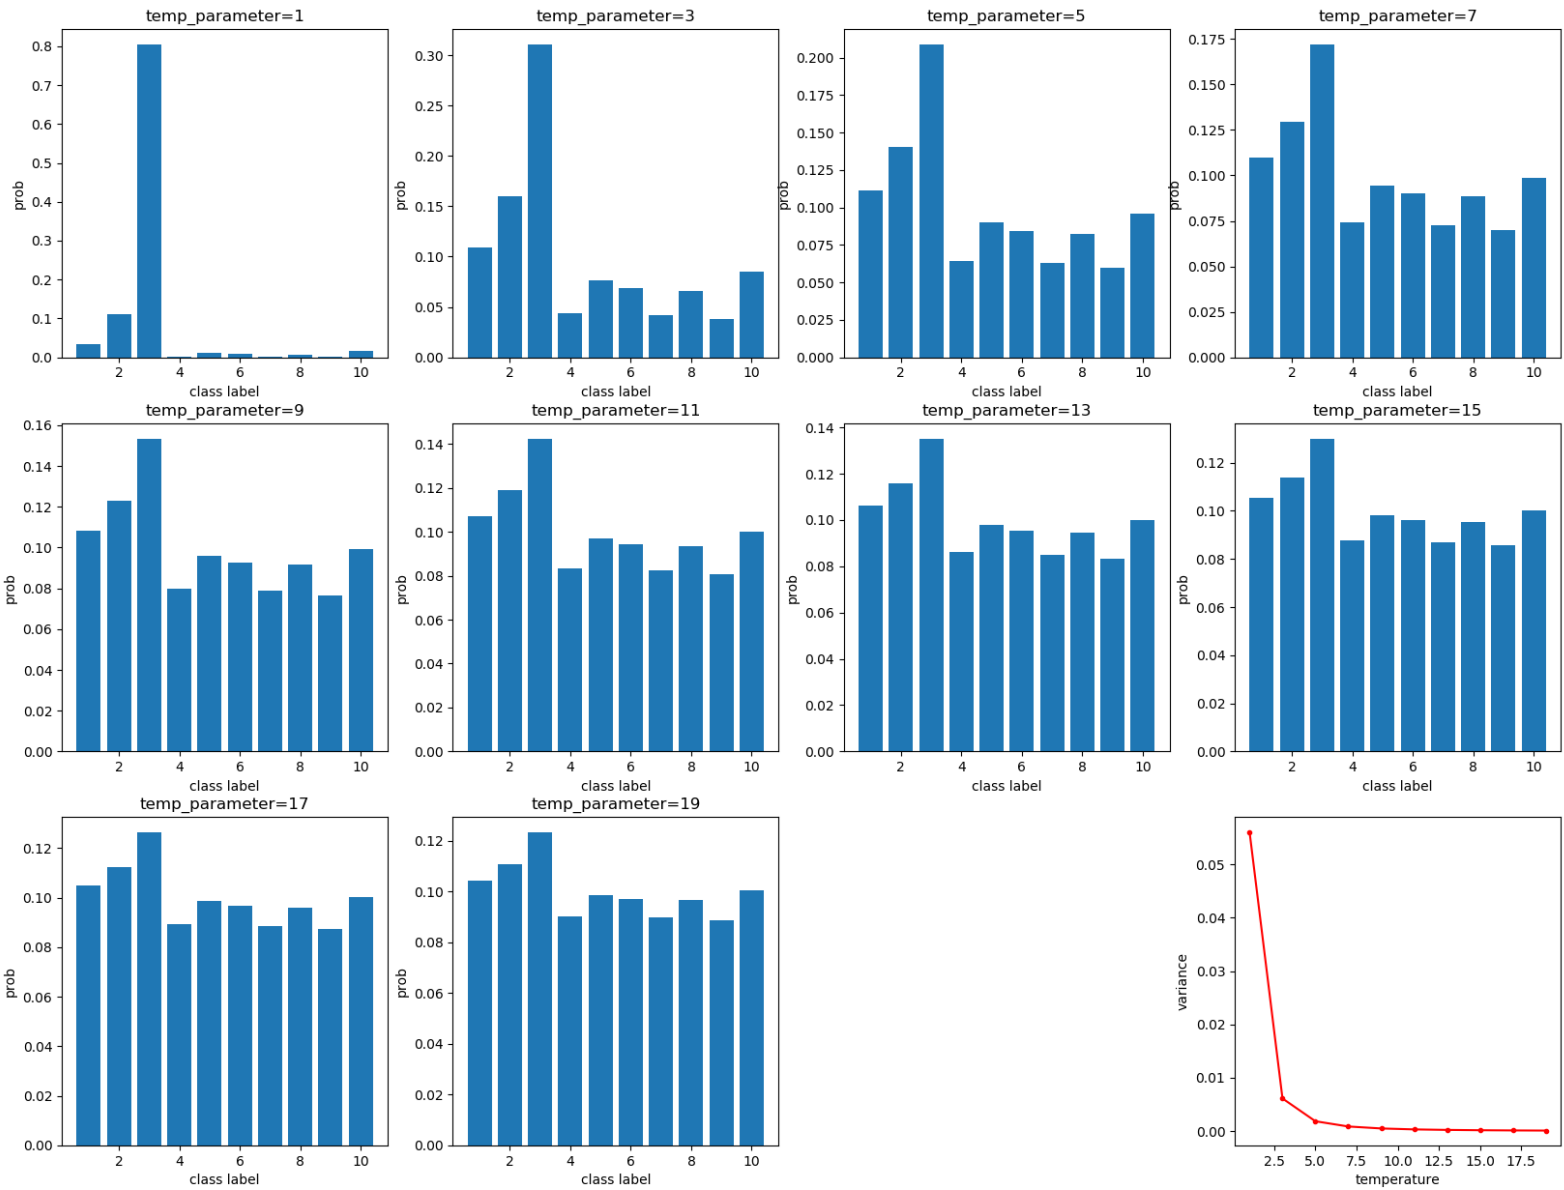 temp_parameter=1
0.8
0.7
0.6
0.5
0.4
0.3
0.2
0.1
0.0
prob
2 4 6 8 10
class label
temp_parameter=3
0.30
0.25
0.20
0.15
0.10
0.05
0.00
prob
2 4 6 8 10
class label
temp_parameter=5
0.200
0.175
0.150
0.125
0.100
0.075
0.050
0.025
0.000
prob
2 4 6 8 10
class label
temp_parameter=7
0.175
0.150
0.125
0.100
0.075
0.050
0.025
0.000
prob
2 4 6 8 10
class label
temp_parameter=9
0.16
0.14
0.12
0.10
0.08
0.06
0.04
0.02
0.00
prob
2 4 6 8 10
class label
temp_parameter=11
0.14
0.12
0.10
0.08
0.06
0.04
0.02
0.00
prob
2 4 6 8 10
class label
temp_parameter=13
0.14
0.12
0.10
0.08
0.06
0.04
0.02
0.00
prob
2 4 6 8 10
class label
temp_parameter=15
0.12
0.10
0.08
0.06
0.04
0.02
0.00
prob
2 4 6 8 10
class label
temp_parameter=17
0.12
0.10
0.08
0.06
0.04
0.02
0.00
prob
2 4 6 8 10
class label
temp_parameter=19
0.12
0.10
0.08
0.06
0.04
0.02
0.00
prob
2 4 6 8 10
class label
0.05
0.04
0.03
0.02
0.01
0.00
variance
2.5 5.0 7.5 10.0 12.5 15.0 17.5
temperature